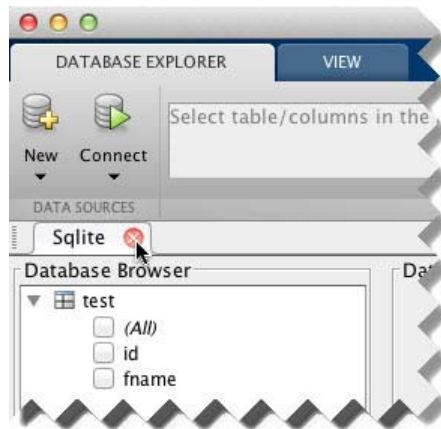 DATABASE EXPLORER VIEW
Select table/columns in the
New Connect
DATA SOURCES
Sqlite
Database Browser
test
(All)
id
fname